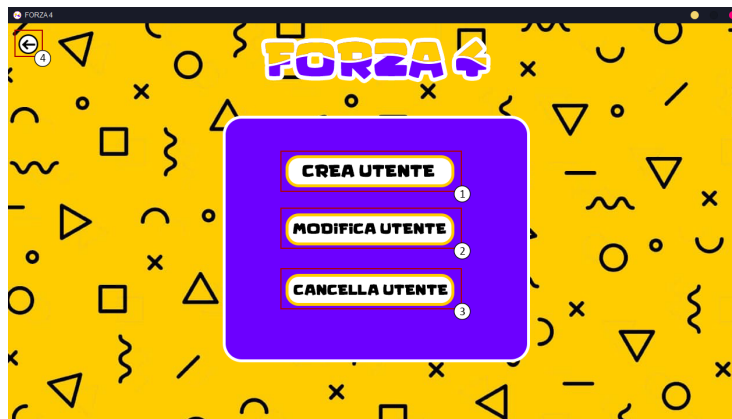 FORZA 4
FORZA 4
4
CREA UTENTE
1
MODIFICA UTENTE
2
CANCELLA UTENTE
3